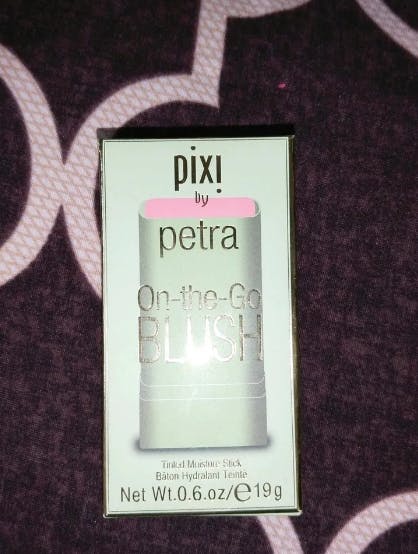 pixi
by
petra
On-the-Go
BLUSH
Tinted Moisture Stick
Bâton Hydratant Teinté
Net Wt.0.6.oz/℮19g